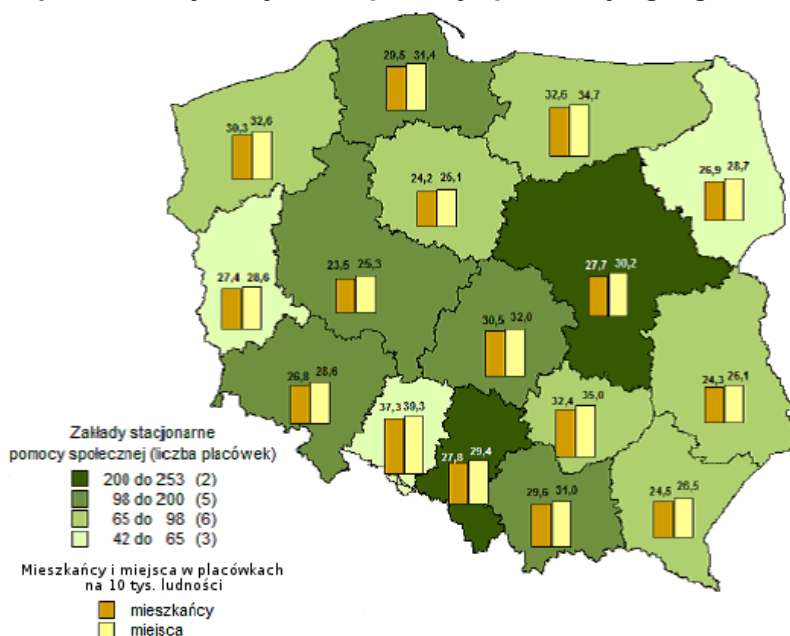 29,5 31,4
32,6 34,7
30,3 32,6
24,2 25,1
26,9 28,7
27,4 28,6
23,5 25,3
27,7 30,2
30,5 32,0
26,8 28,6
24,3 26,1
37,3 39,3
32,4 35,0
27,8 29,4
29,6 31,0
24,5 26,5
Zakłady stacjonarne
pomocy społecznej (liczba placówek)
200 do 253 (2)
98 do 200 (5)
65 do 98 (6)
42 do 65 (3)
Mieszkańcy i miejsca w placówkach
na 10 tys. ludności
mieszkańcy
miejsca